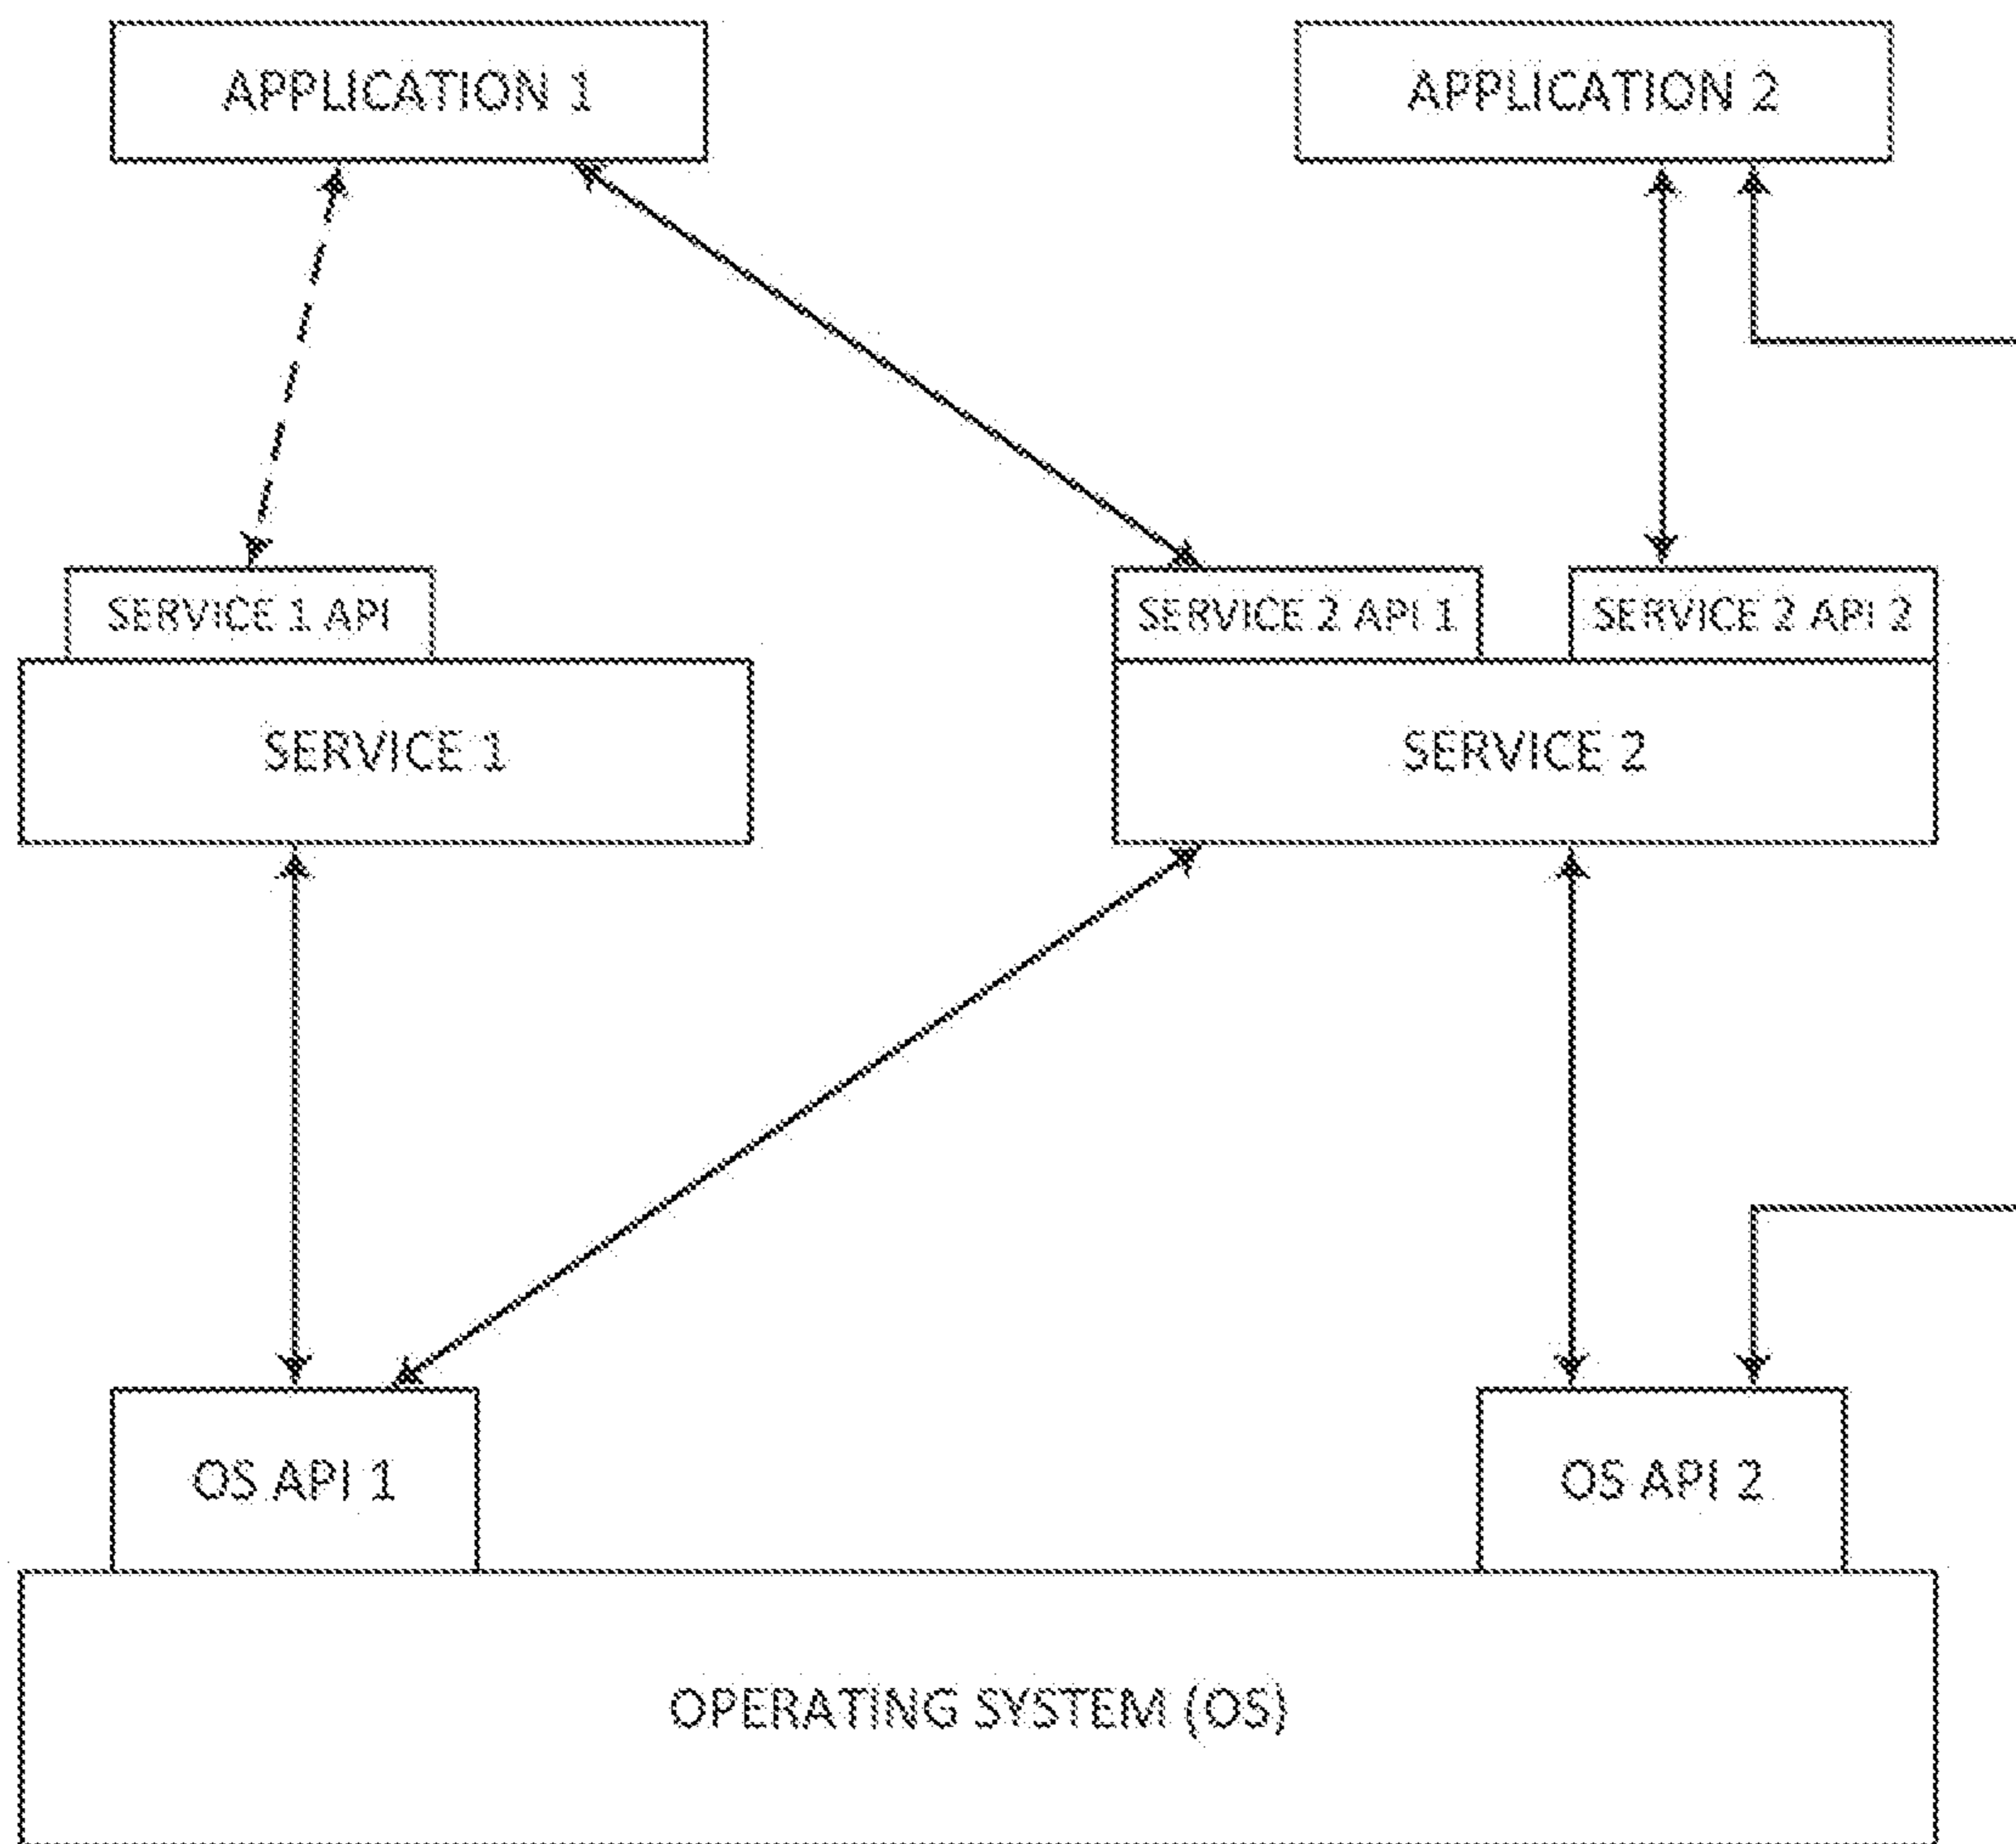 APPLICATION 1
APPLICATION 2
SERVICE 1 API
SERVICE 2 API 1
SERVICE 2 API 2
SERVICE 1
SERVICE 2
OS API 1
OS API 2
OPERATING SYSTEM (OS)